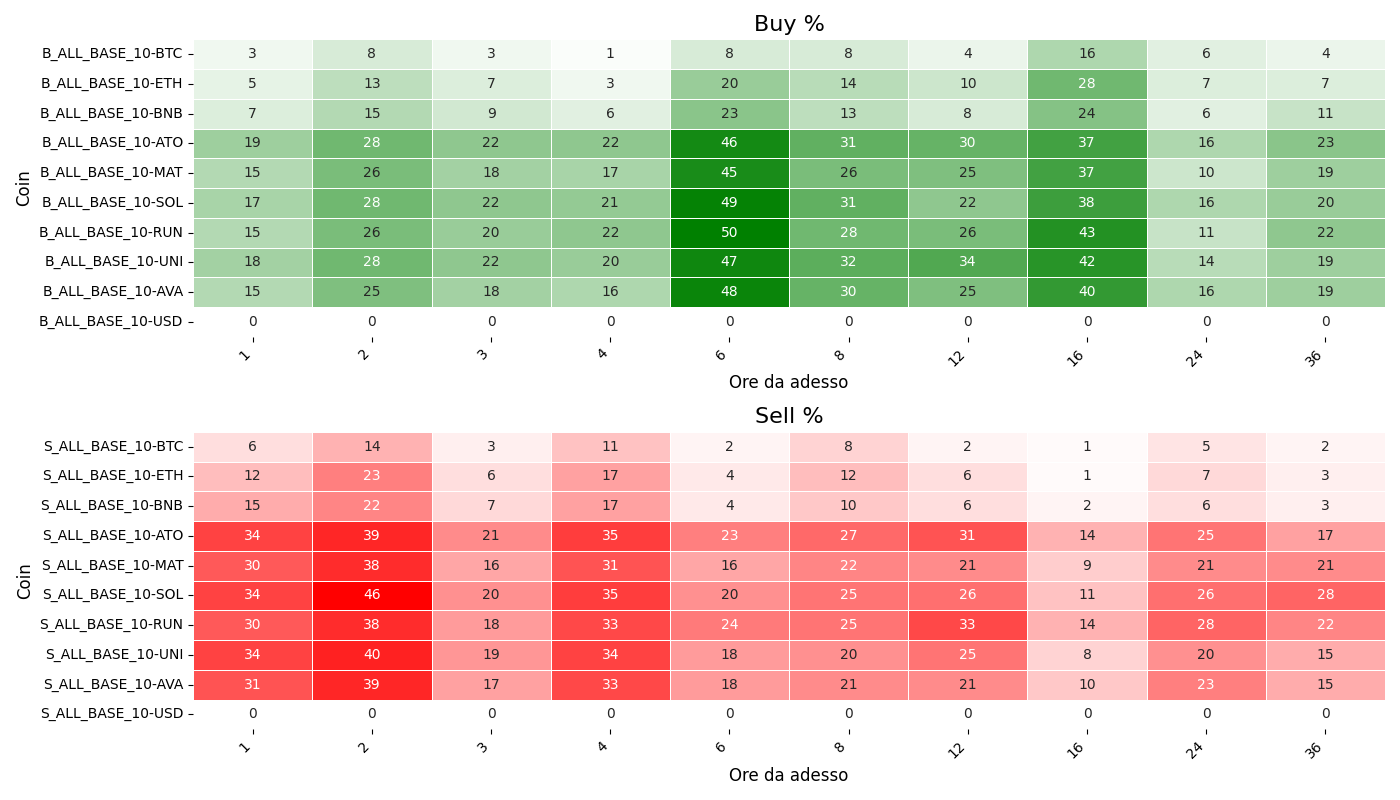 Buy %
Coin
B_ALL_BASE_10-BTC 3 8 3 1 8 8 4 16 6 4
B_ALL_BASE_10-ETH 5 13 7 3 20 14 10 28 7 7
B_ALL_BASE_10-BNB 7 15 9 6 23 13 8 24 6 11
B_ALL_BASE_10-ATO 19 28 22 22 46 31 30 37 16 23
B_ALL_BASE_10-MAT 15 26 18 17 45 26 25 37 10 19
B_ALL_BASE_10-SOL 17 28 22 21 49 31 22 38 16 20
B_ALL_BASE_10-RUN 15 26 20 22 50 28 26 43 11 22
B_ALL_BASE_10-UNI 18 28 22 20 47 32 34 42 14 19
B_ALL_BASE_10-AVA 15 25 18 16 48 30 25 40 16 19
B_ALL_BASE_10-USD 0 0 0 0 0 0 0 0 0 0
1 2 3 4 6 8 12 16 24 36
Ore da adesso
Sell %
Coin
S_ALL_BASE_10-BTC 6 14 3 11 2 8 2 1 5 2
S_ALL_BASE_10-ETH 12 23 6 17 4 12 6 1 7 3
S_ALL_BASE_10-BNB 15 22 7 17 4 10 6 2 6 3
S_ALL_BASE_10-ATO 34 39 21 35 23 27 31 14 25 17
S_ALL_BASE_10-MAT 30 38 16 31 16 22 21 9 21 21
S_ALL_BASE_10-SOL 34 46 20 35 20 25 26 11 26 28
S_ALL_BASE_10-RUN 30 38 18 33 24 25 33 14 28 22
S_ALL_BASE_10-UNI 34 40 19 34 18 20 25 8 20 15
S_ALL_BASE_10-AVA 31 39 17 33 18 21 21 10 23 15
S_ALL_BASE_10-USD 0 0 0 0 0 0 0 0 0 0
1 2 3 4 6 8 12 16 24 36
Ore da adesso